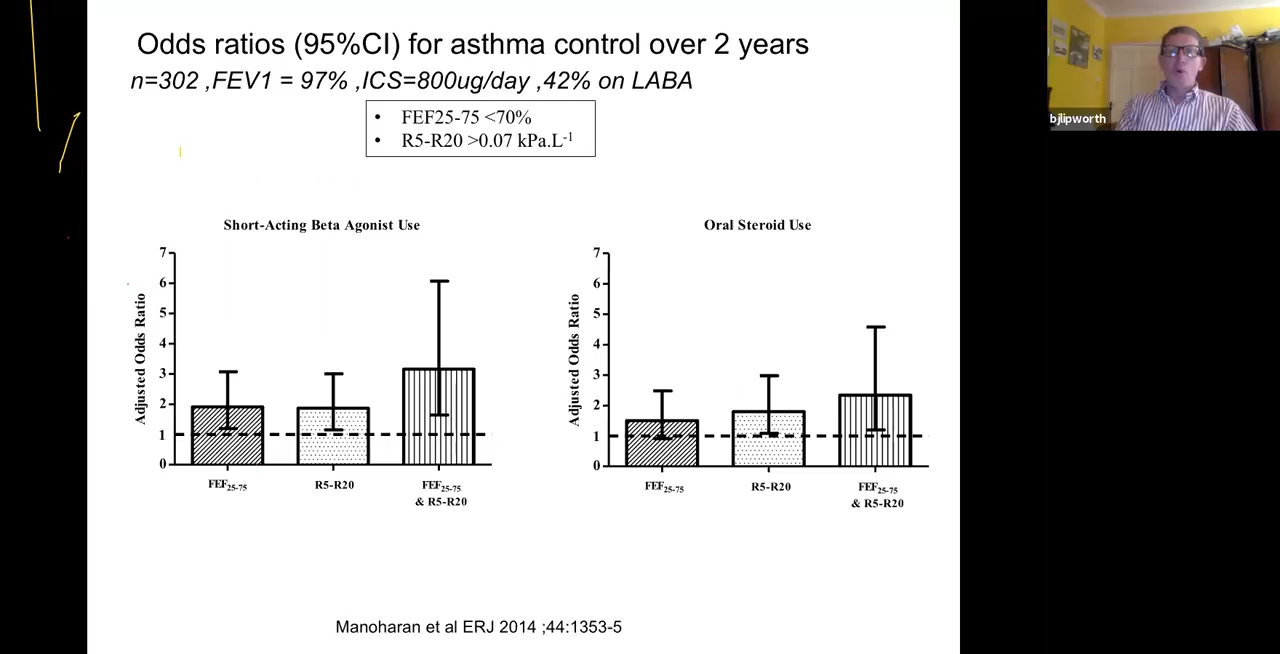 Odds ratios (95%CI) for asthma control over 2 years
n=302 ,FEV1 = 97% ,ICS=800ug/day ,42% on LABA
• FEF25-75 <70%
• R5-R20 >0.07 kPa.L-1
bjlipworth
Short-Acting Beta Agonist Use
Adjusted Odds Ratio
7
6
5
4
3
2
1
0
FEF25-75
R5-R20
FEF25-75
& R5-R20
Oral Steroid Use
Adjusted Odds Ratio
7
6
5
4
3
2
1
0
FEF25-75
R5-R20
FEF25-75
& R5-R20
Manoharan et al ERJ 2014 ;44:1353-5